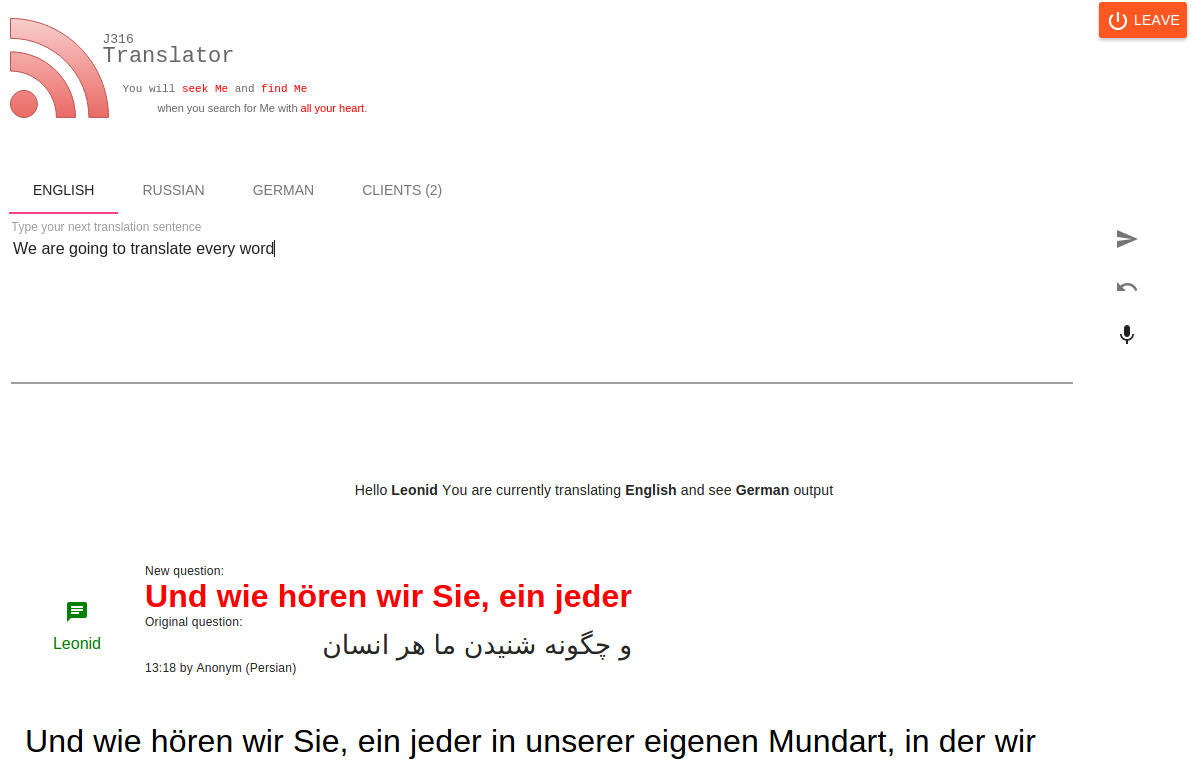 LEAVE
J316
Translator
You will seek Me and find Me
when you search for Me with all your heart.
ENGLISH RUSSIAN GERMAN CLIENTS (2)
Type your next translation sentence
We are going to translate every word
Hello Leonid You are currently translating English and see German output
New question:
Und wie hören wir Sie, ein jeder
Original question:
و چگونه شنیدن ما هر انسان
Leonid
13:18 by Anonym (Persian)
Und wie hören wir Sie, ein jeder in unserer eigenen Mundart, in der wir